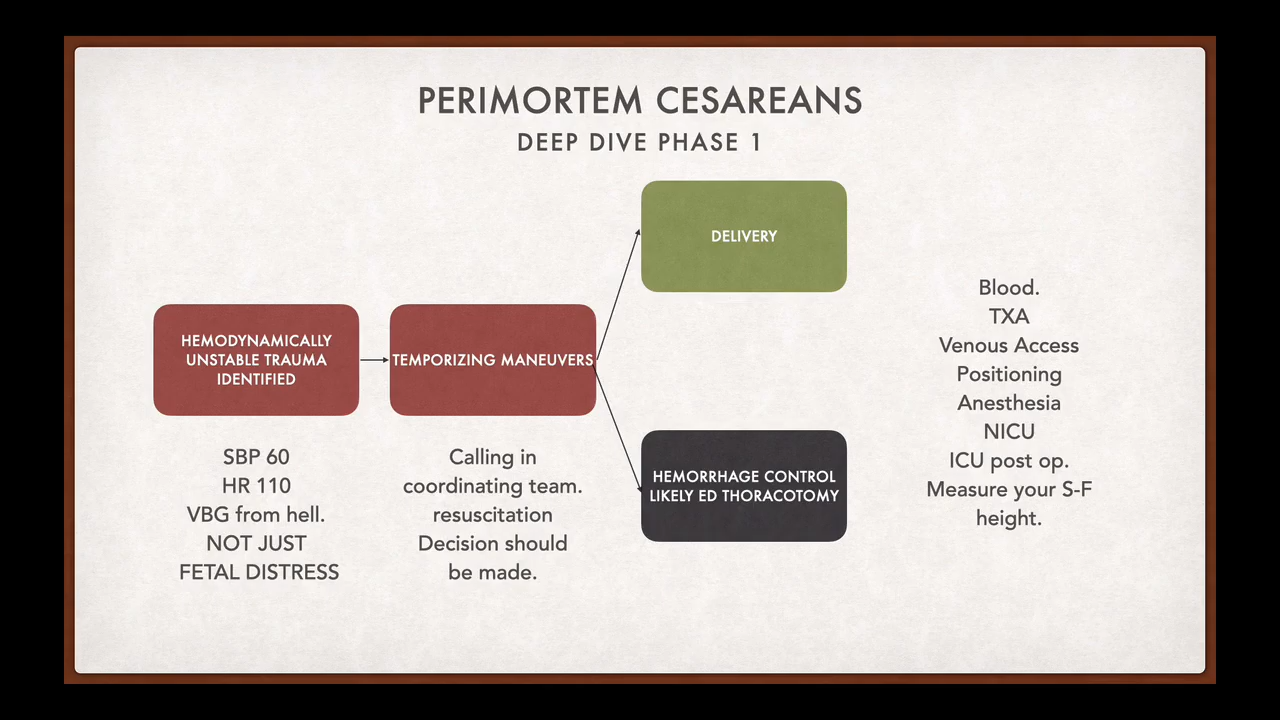 PERIMORTEM CESAREANS
DEEP DIVE PHASE 1
DELIVERY
HEMODYNAMICALLY
UNSTABLE TRAUMA
IDENTIFIED
TEMPORIZING MANEUVERS
HEMORRHAGE CONTROL
LIKELY ED THORACOTOMY
SBP 60
HR 110
VBG from hell.
NOT JUST
FETAL DISTRESS
Calling in
coordinating team.
resuscitation
Decision should
be made.
Blood.
TXA
Venous Access
Positioning
Anesthesia
NICU
ICU post op.
Measure your S-F
height.